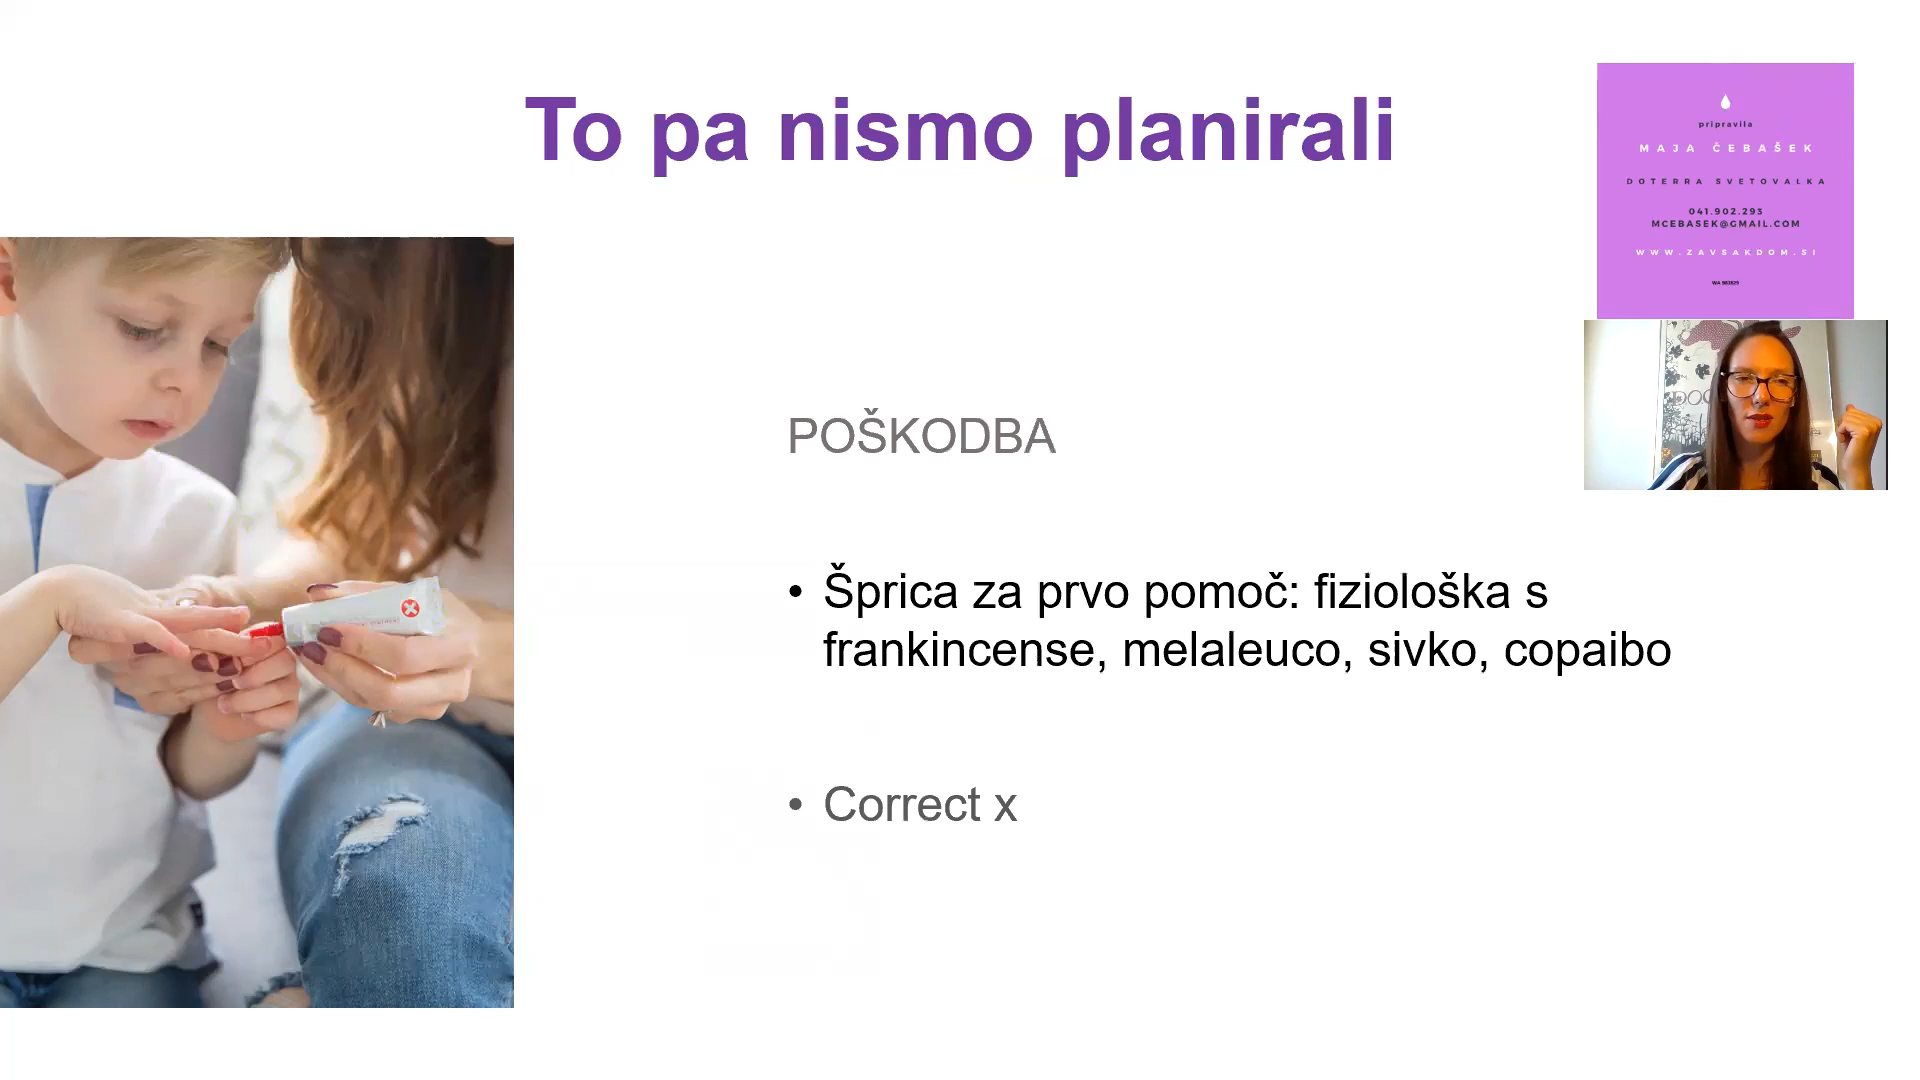 To pa nismo planirali
pripravila
MAJA ČEBAŠEK
DOTERRA SVETOVALKA
041.902.293
MCEBASEK@GMAIL.COM
WWW.ZAVSAKDOM.SI
POŠKODBA
• Šprica za prvo pomoč: fiziološka s
frankincense, melaleuco, sivko, copaibo
• Correct x